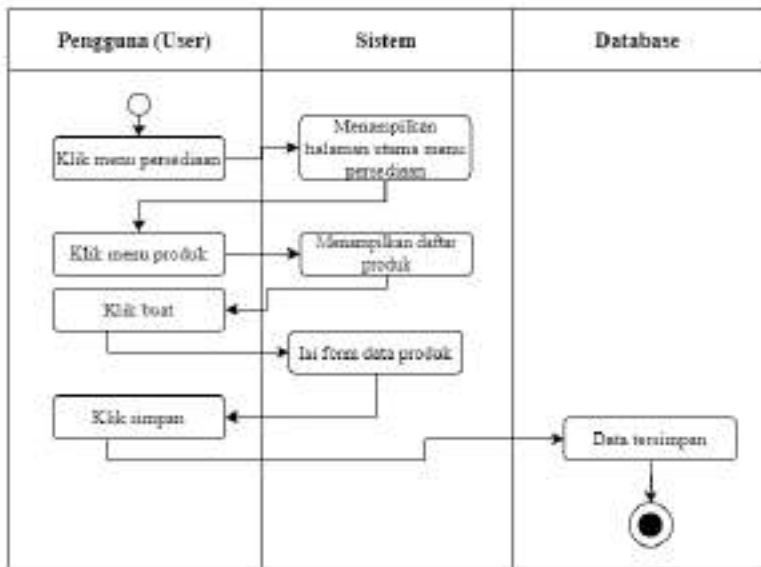 Pengguna (User)
Sistem
Database
Klik menu persediaan
Menampilkan
halaman utama menu
persediaan
Klik menu produk
Menampilkan daftar
produk
Klik buat
Isi form data produk
Klik simpan
Data tersimpan